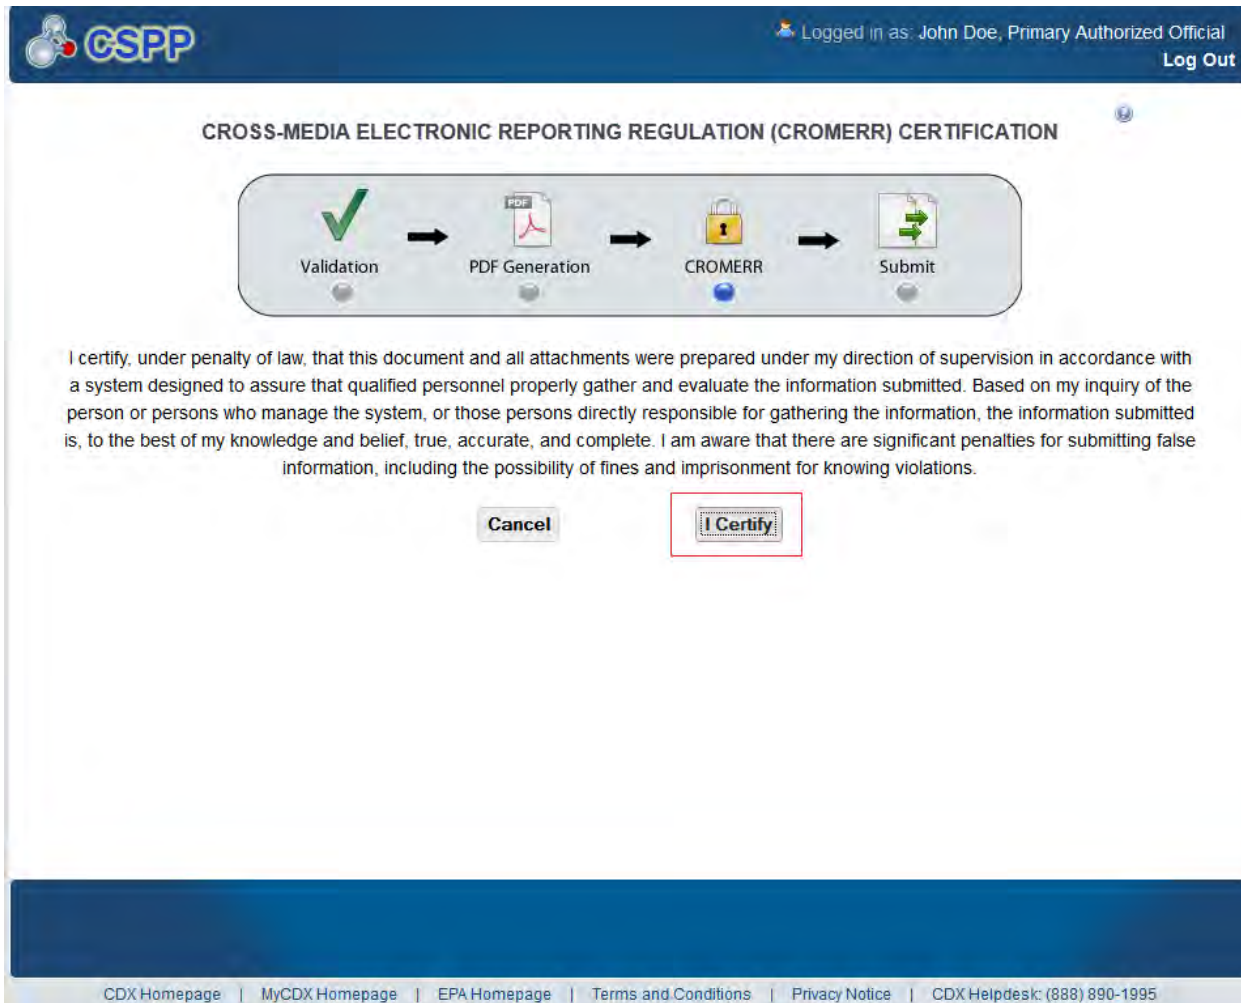 CSPP
Logged in as: John Doe, Primary Authorized Official
Log Out
CROSS-MEDIA ELECTRONIC REPORTING REGULATION (CROMERR) CERTIFICATION
PDF
Validation PDF Generation CROMERR Submit
I certify, under penalty of law, that this document and all attachments were prepared under my direction of supervision in accordance with
a system designed to assure that qualified personnel properly gather and evaluate the information submitted. Based on my inquiry of the
person or persons who manage the system, or those persons directly responsible for gathering the information, the information submitted
is, to the best of my knowledge and belief, true, accurate, and complete. I am aware that there are significant penalties for submitting false
information, including the possibility of fines and imprisonment for knowing violations.
Cancel I Certify
CDX Homepage | MyCDX Homepage | EPA Homepage | Terms and Conditions | Privacy Notice | CDX Helpdesk: (888) 890-1995